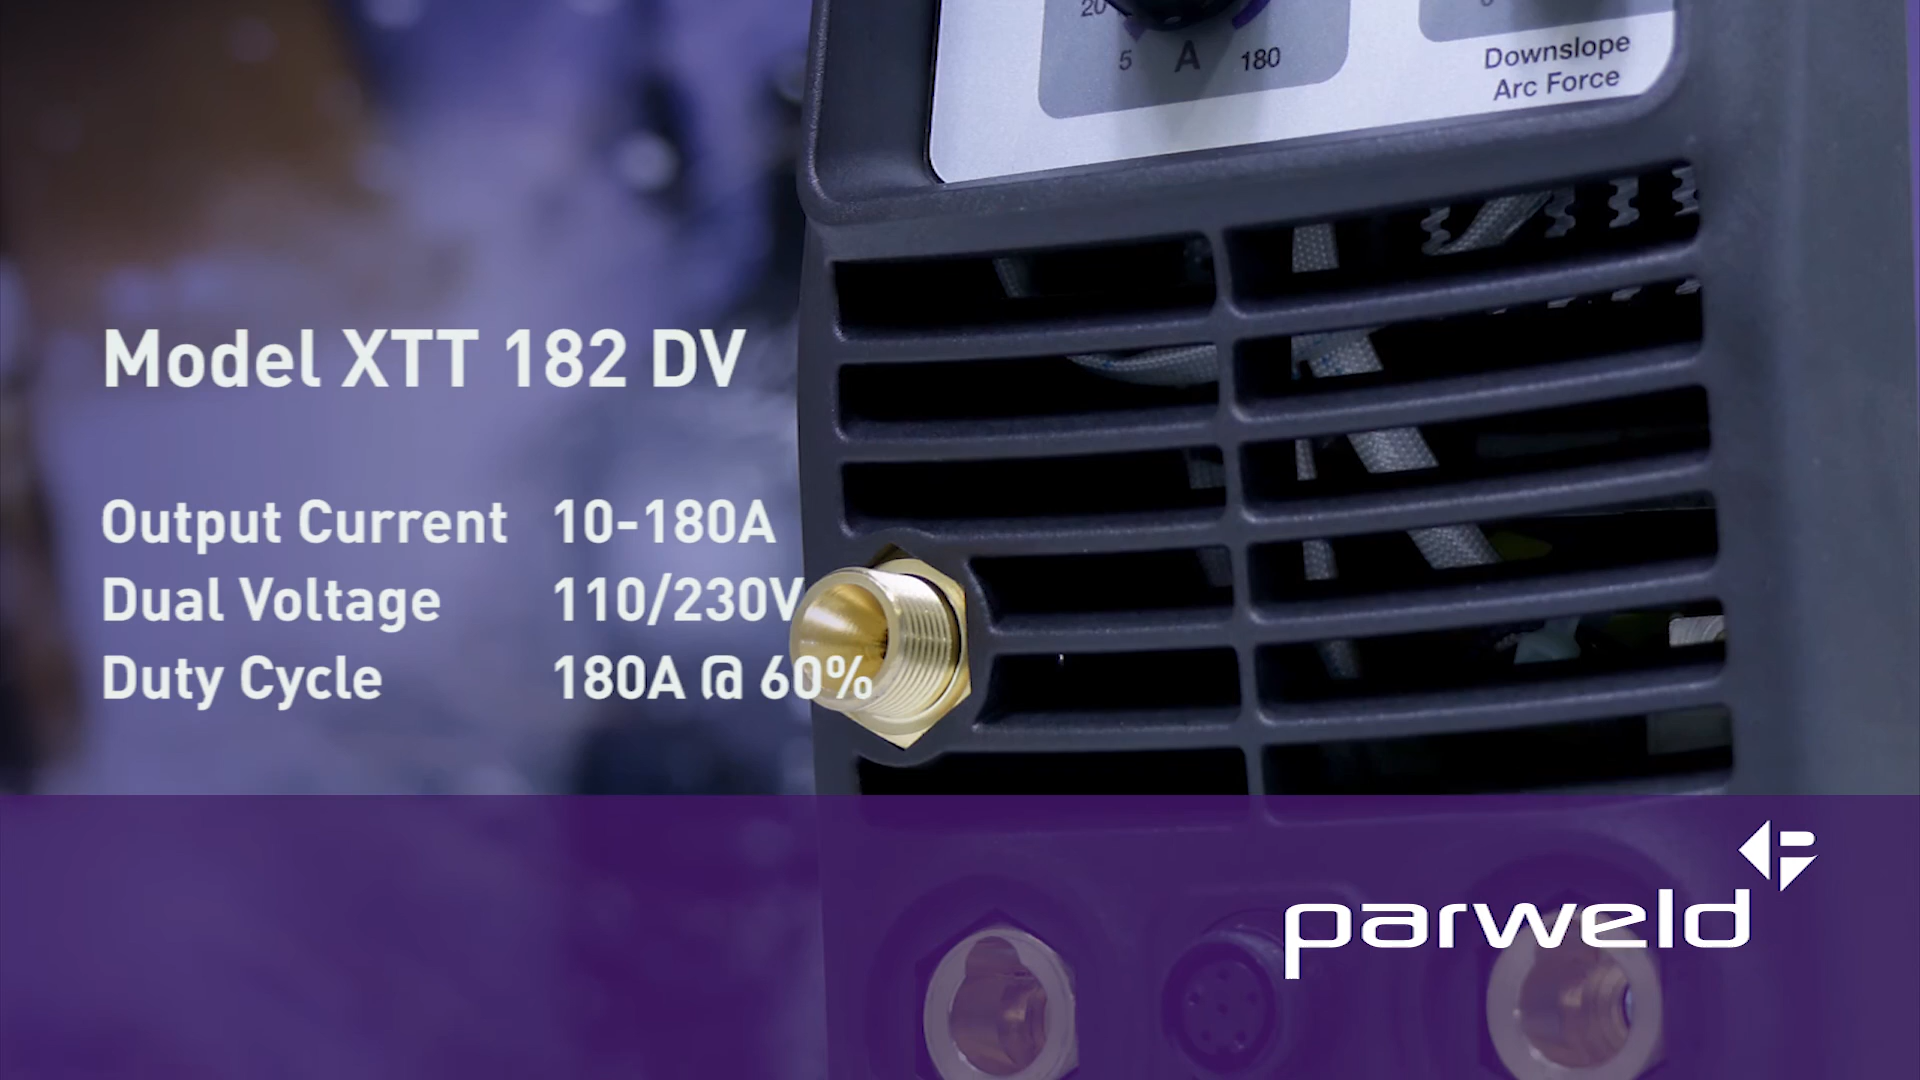 20
5 A 180
Downslope
Arc Force
Model XTT 182 DV
Output Current 10-180A
Dual Voltage 110/230V
Duty Cycle 180A @ 60%
parweld